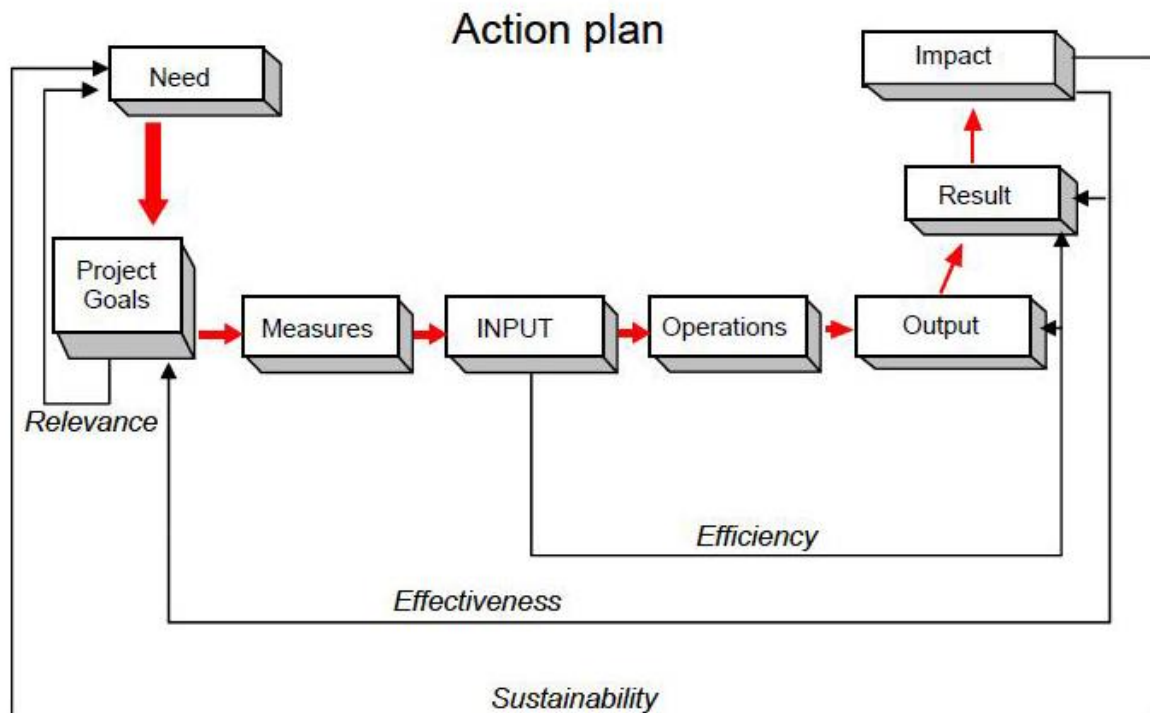 Action plan
Need
Impact
Result
Project
Goals
Measures
INPUT
Operations
Output
Relevance
Efficiency
Effectiveness
Sustainability